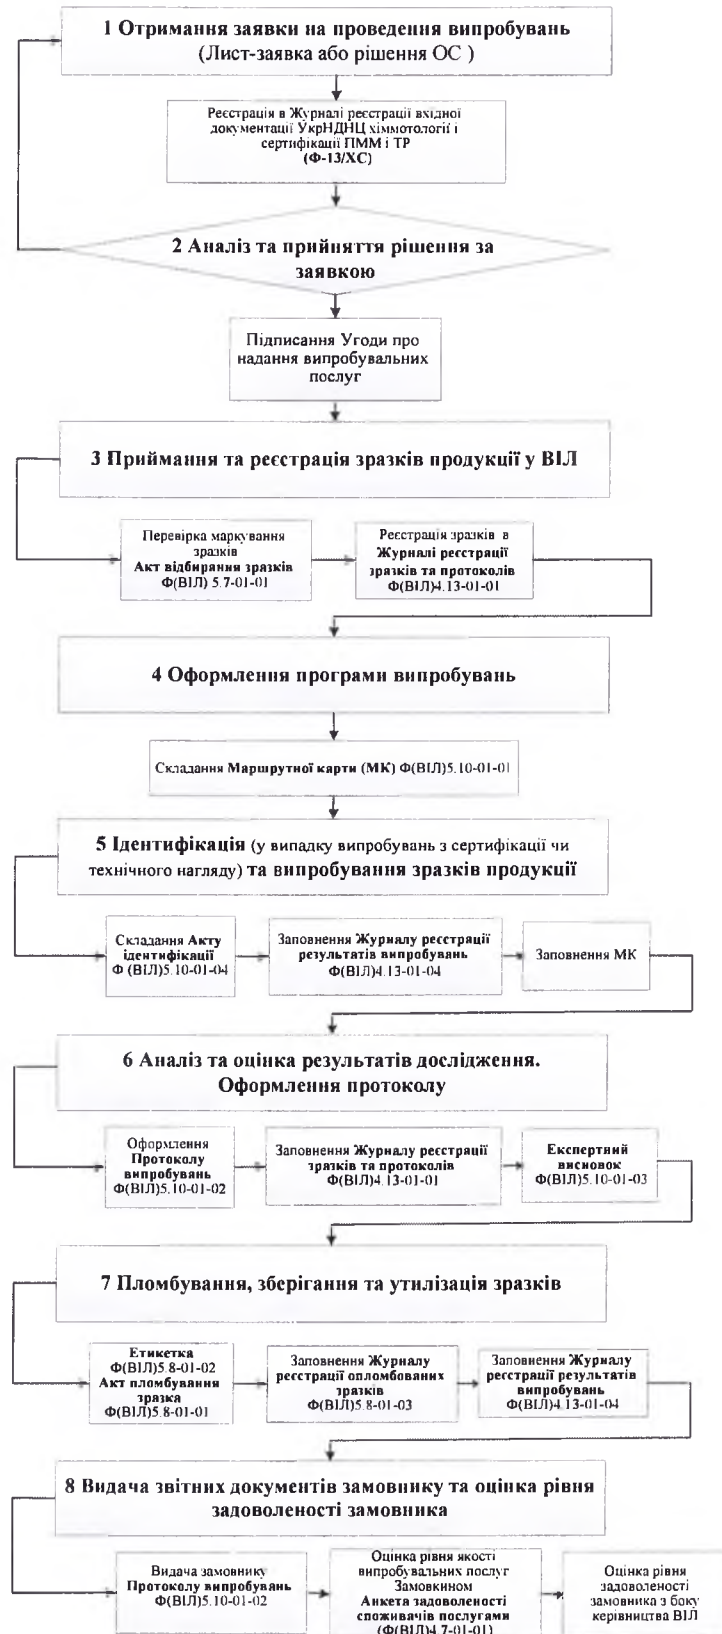 1 Отримання заявки на проведення випробувань
(Лист-заявка або рішення ОС )
Реєстрація в Журналі реєстрації вхідної
документації УкрНДНЦ хіммотології і
сертифікації ПММ і ТР
(Ф-13/ХС)
2 Аналіз та прийняття рішення за
заявкою
Підписання Угоди про
надання випробувальних
послуг
3 Приймання та реєстрація зразків продукції у ВІЛ
Перевірка маркування
зразків
Акт відбирання зразків
Ф(ВІЛ) 5.7-01-01
Реєстрація зразків в
Журналі реєстрації
зразків та протоколів
Ф(ВІЛ)4.13-01-01
4 Оформлення програми випробувань
Складання Маршрутної карти (МК) Ф(ВІЛ)5.10-01-01
5 Ідентифікація (у випадку випробувань з сертифікації чи
технічного нагляду) та випробування зразків продукції
Складання Акту
ідентифікації
Ф (ВІЛ)5.10-01-04
Заповнення Журналу реєстрації
результатів випробувань
Ф(ВІЛ)4.13-01-04
Заповнення МК
6 Аналіз та оцінка результатів дослідження.
Оформлення протоколу
Оформлення
Протоколу
випробувань
Ф(ВІЛ)5.10-01-02
Заповнення Журналу реєстрації
зразків та протоколів
Ф(ВІЛ)4.13-01-01
Експертний
висновок
Ф(ВІЛ)5.10-01-03
7 Пломбування, зберігання та утилізація зразків
Етикетка
Ф(ВІЛ)5.8-01-02
Акт пломбування
зразка
Ф(ВІЛ)5.8-01-01
Заповнення Журналу
реєстрації опломбованих
зразків
Ф(ВІЛ)5.8-01-03
Заповнення Журналу
реєстрації результатів
випробувань
Ф(ВІЛ)4.13-01-04
8 Видача звітних документів замовнику та оцінка рівня
задоволеності замовника
Видача замовнику
Протоколу випробувань
Ф(ВІЛ)5.10-01-02
Оцінка рівня якості
випробувальних послуг
Замовкином
Анкета задоволеності
споживачів послугами
(Ф(ВІЛ)4.7-01-01)
Оцінка рівня
задоволеності
замовника з боку
керівництва ВІЛ